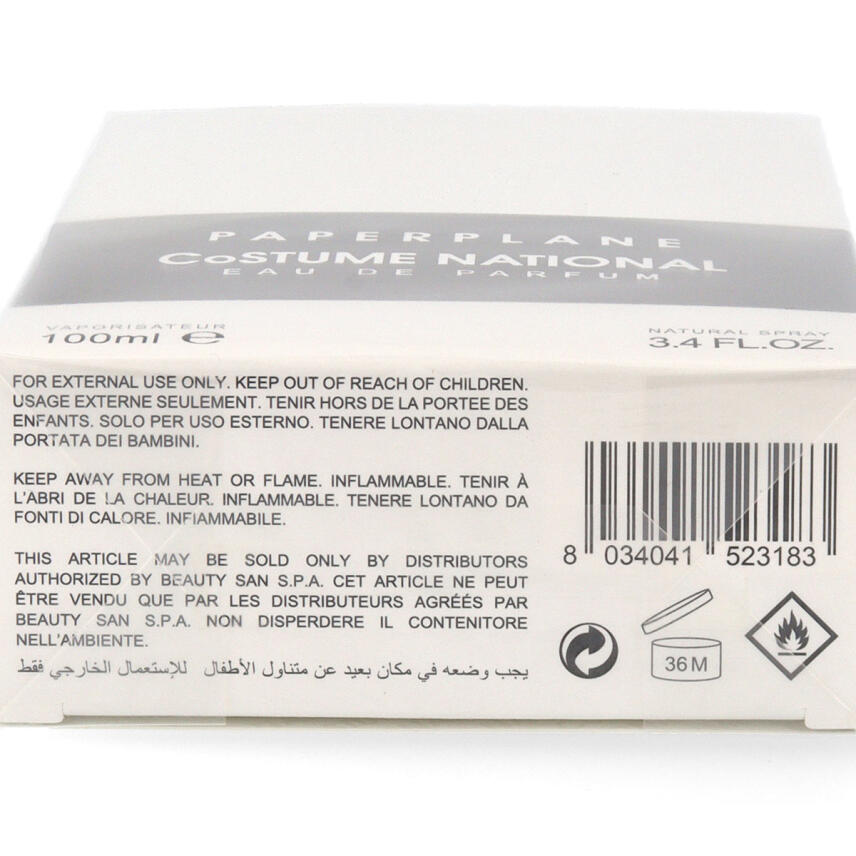 PAPERPLANE
CoSTUME NATIONAL
EAU DE PARFUM
VAPORISATEUR
100ml ℮
NATURAL SPRAY
3.4 FL.OZ.
FOR EXTERNAL USE ONLY. KEEP OUT OF REACH OF CHILDREN.
USAGE EXTERNE SEULEMENT. TENIR HORS DE LA PORTEE DES
ENFANTS. SOLO PER USO ESTERNO. TENERE LONTANO DALLA
PORTATA DEI BAMBINI.
KEEP AWAY FROM HEAT OR FLAME. INFLAMMABLE. TENIR À
L'ABRI DE LA CHALEUR. INFLAMMABLE. TENERE LONTANO DA
FONTI DI CALORE. INFIAMMABILE.
THIS ARTICLE MAY BE SOLD ONLY BY DISTRIBUTORS
AUTHORIZED BY BEAUTY SAN S.P.A. CET ARTICLE NE PEUT
ÊTRE VENDU QUE PAR LES DISTRIBUTEURS AGRÉÉS PAR
BEAUTY SAN S.P.A. NON DISPERDERE IL CONTENITORE
NELL'AMBIENTE.
يجب وضعه في مكان بعيد عن متناول الأطفال للإستعمال الخارجي فقط
8 034041 523183
36 M